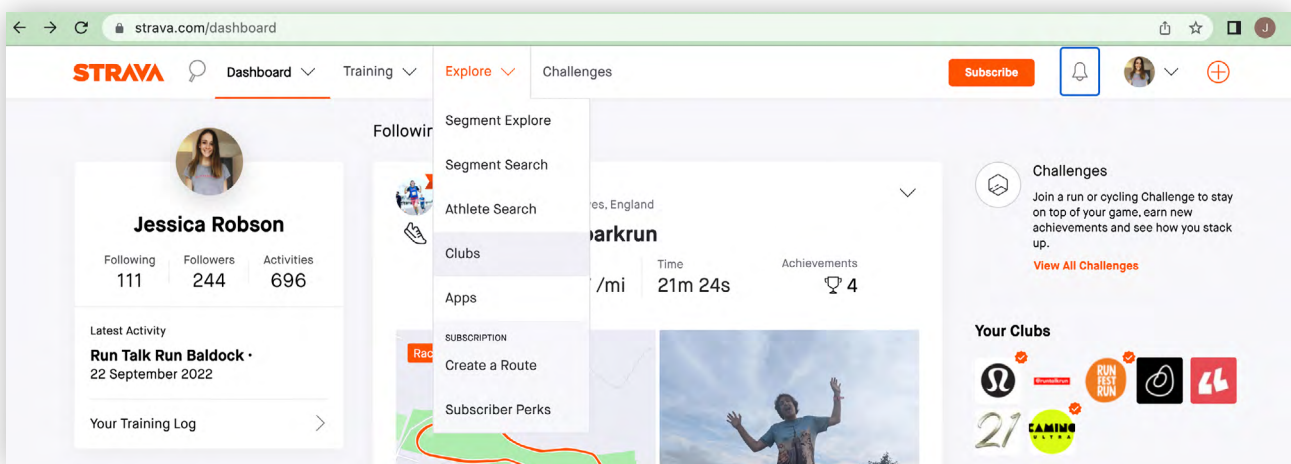 strava.com/dashboard
J
STRAVA
Dashboard
Training
Explore
Challenges
Subscribe
Segment Explore
Segment Search
Athlete Search
Clubs
Apps
SUBSCRIPTION
Create a Route
Subscriber Perks
Jessica Robson
Following Followers Activities
111 244 696
Latest Activity
Run Talk Run Baldock ·
22 September 2022
Your Training Log
Followin
es, England
parkrun
Time Achievements
/mi 21m 24s 4
Rac
Challenges
Join a run or cycling Challenge to stay
on top of your game, earn new
achievements and see how you stack
up.
View All Challenges
Your Clubs
@runtalkrun
RUN
FEST
RUN
21
CAMINO
ULTRA